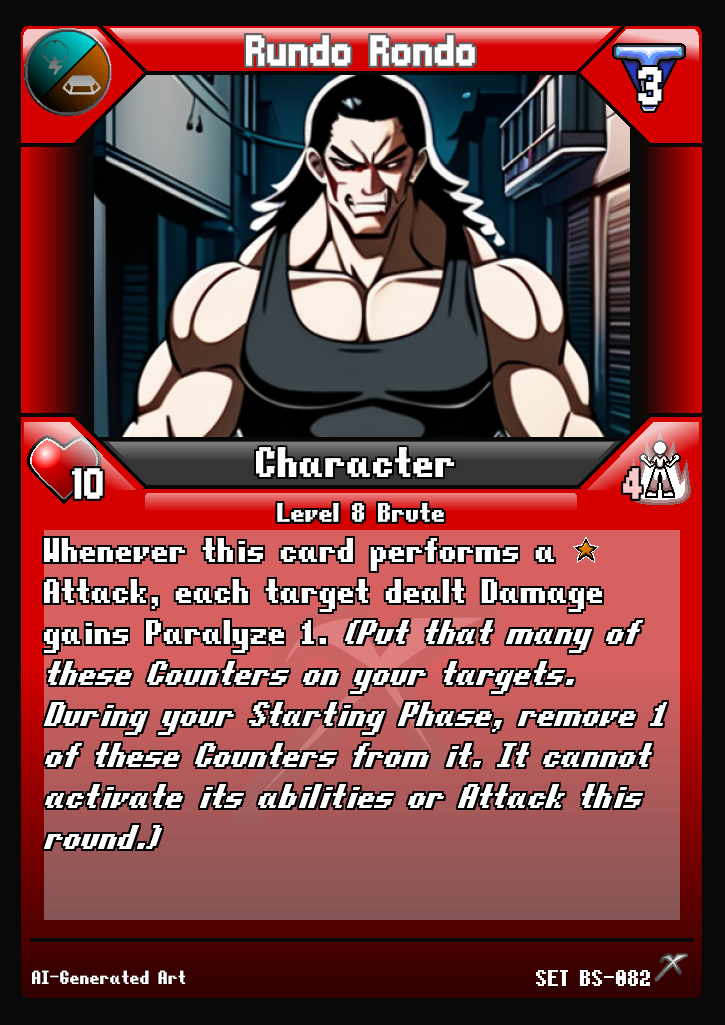 Rundo Rondo
3
Character
10
4
Level 8 Brute
Whenever this card performs a
Attack, each target dealt Damage
gains Paralyze 1. (Put that many of
these Counters on your targets.
During your Starting Phase, remove 1
of these Counters from it. It cannot
activate its abilities or Attack this
round.)
AI-Generated Art
SET BS-082